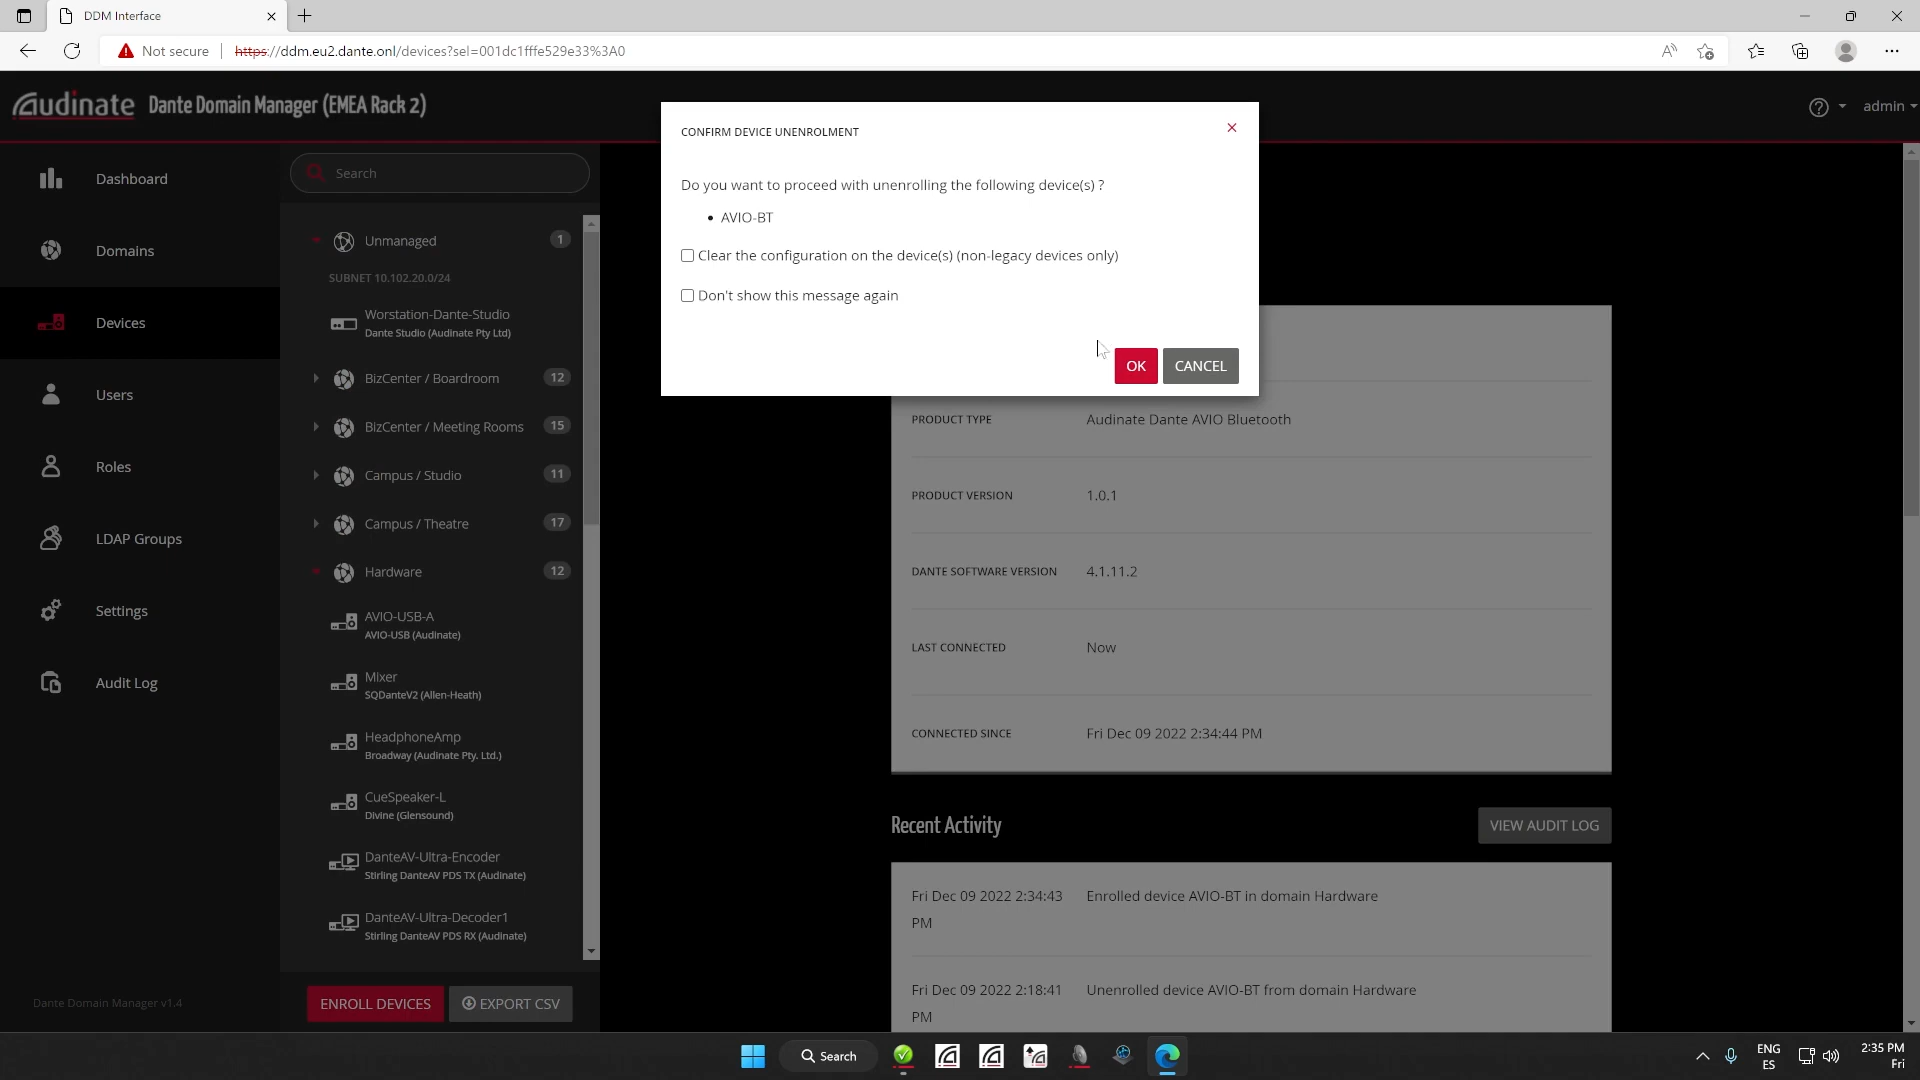 DDM Interface
Not secure
https://ddm.eu2.dante.onl/devices?sel=001dc1fffe529e33%3A0
Audinate
Dante Domain Manager (EMEA Rack 2)
admin
Dashboard
Domains
Devices
Users
Roles
LDAP Groups
Settings
Audit Log
Dante Domain Manager v1.4
Search
Unmanaged
1
SUBNET 10.102.20.0/24
Worstation-Dante-Studio
Dante Studio (Audinate Pty Ltd)
BizCenter / Boardroom
12
BizCenter / Meeting Rooms
15
Campus / Studio
11
Campus / Theatre
17
Hardware
12
AVIO-USB-A
AVIO-USB (Audinate)
Mixer
SQDanteV2 (Allen-Heath)
HeadphoneAmp
Broadway (Audinate Pty. Ltd.)
CueSpeaker-L
Divine (Glensound)
DanteAV-Ultra-Encoder
Stirling DanteAV PDS TX (Audinate)
DanteAV-Ultra-Decoder1
Stirling DanteAV PDS RX (Audinate)
ENROLL DEVICES
EXPORT CSV
CONFIRM DEVICE UNENROLMENT
Do you want to proceed with unenrolling the following device(s) ?
• AVIO-BT
Clear the configuration on the device(s) (non-legacy devices only)
Don't show this message again
OK
CANCEL
PRODUCT TYPE
Audinate Dante AVIO Bluetooth
PRODUCT VERSION
1.0.1
DANTE SOFTWARE VERSION
4.1.11.2
LAST CONNECTED
Now
CONNECTED SINCE
Fri Dec 09 2022 2:34:44 PM
Recent Activity
VIEW AUDIT LOG
Fri Dec 09 2022 2:34:43
PM
Enrolled device AVIO-BT in domain Hardware
Fri Dec 09 2022 2:18:41
PM
Unenrolled device AVIO-BT from domain Hardware
Search
ENG
ES
2:35 PM
Fri